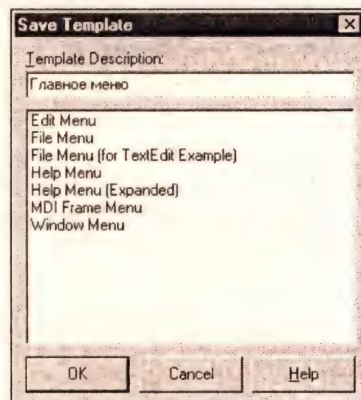 Save Template
Template Description:
Главное меню
Edit Menu
File Menu
File Menu (for TextEdit Example)
Help Menu
Help Menu (Expanded)
MDI Frame Menu
Window Menu
OK
Cancel
Help